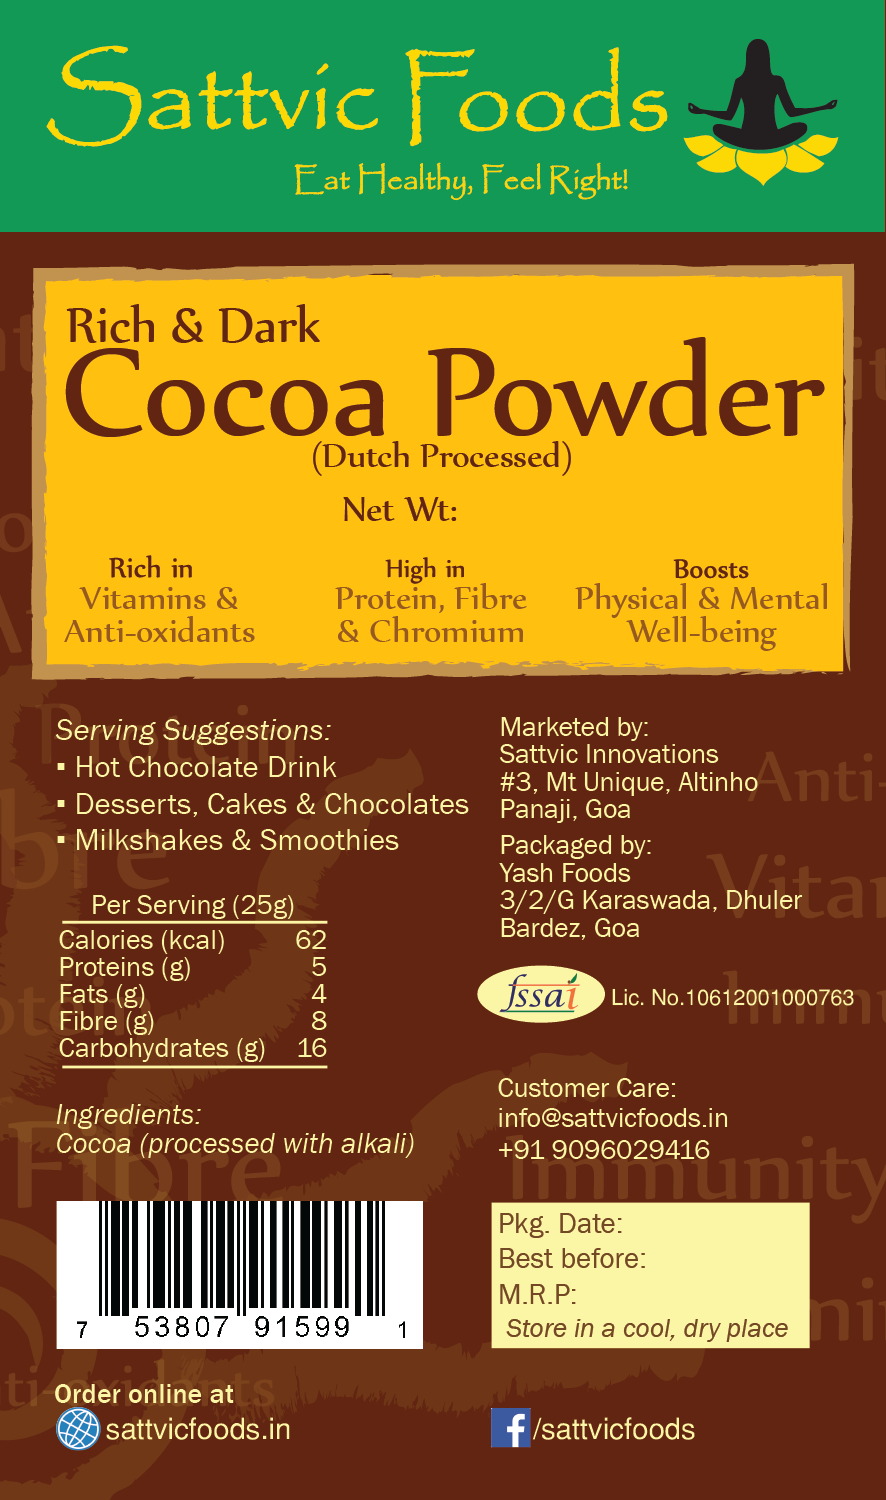 Sattvic Foods
Eat Healthy, Feel Right!
Rich & Dark
Cocoa Powder
(Dutch Processed)
Net Wt:
Rich in
Vitamins &
Anti-oxidants
High in
Protein, Fibre
& Chromium
Boosts
Physical & Mental
Well-being
Serving Suggestions:
▪ Hot Chocolate Drink
▪ Desserts, Cakes & Chocolates
▪ Milkshakes & Smoothies
Per Serving (25g)
Calories (kcal) 62
Proteins (g) 5
Fats (g) 4
Fibre (g) 8
Carbohydrates (g) 16
Ingredients:
Cocoa (processed with alkali)
7 53807 91599 1
Order online at
sattvicfoods.in
Marketed by:
Sattvic Innovations
#3, Mt Unique, Altinho
Panaji, Goa
Packaged by:
Yash Foods
3/2/G Karaswada, Dhuler
Bardez, Goa
fssai Lic. No.10612001000763
Customer Care:
info@sattvicfoods.in
+91 9096029416
Pkg. Date:
Best before:
M.R.P:
Store in a cool, dry place
f/sattvicfoods
Protein
Fibre
Immunity